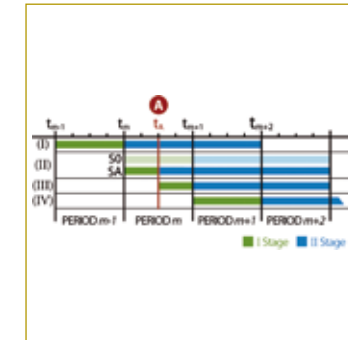 A
tm-1 tm tA tm+1 tm+2
(I)
(II) S0
SA
(III)
(IV)
PERIOD m-1 PERIOD m PERIOD m+1 PERIOD m+2
I Stage II Stage